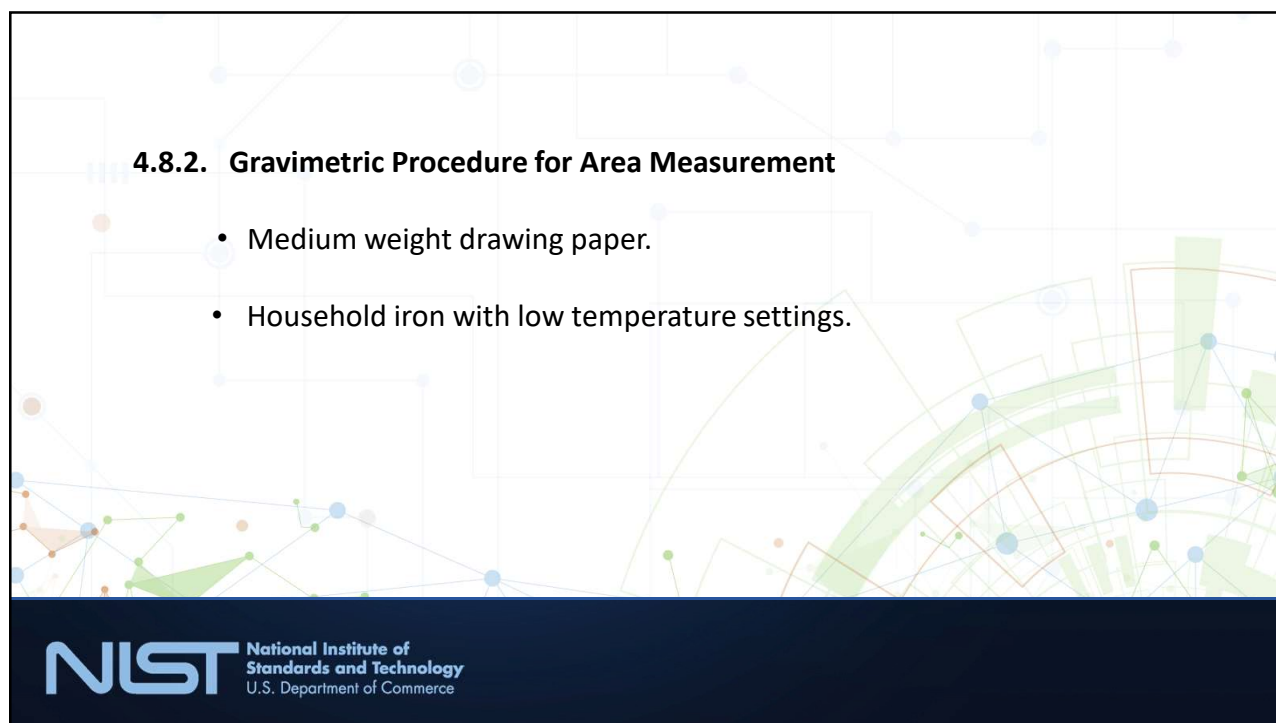 4.8.2. Gravimetric Procedure for Area Measurement
• Medium weight drawing paper.
• Household iron with low temperature settings.
NIST
National Institute of
Standards and Technology
U.S. Department of Commerce